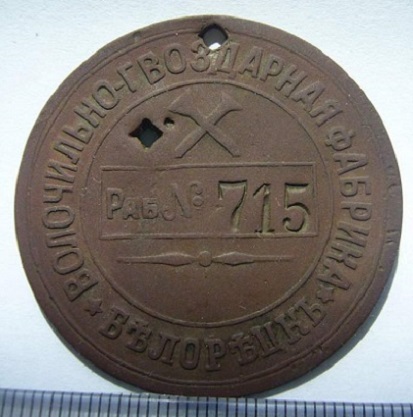 ВОЛОЧИЛЬНО-ГВОЗДАРНАЯ ФАБРИКА
РАБ. № 715
БѢЛОРѢЦКЪ